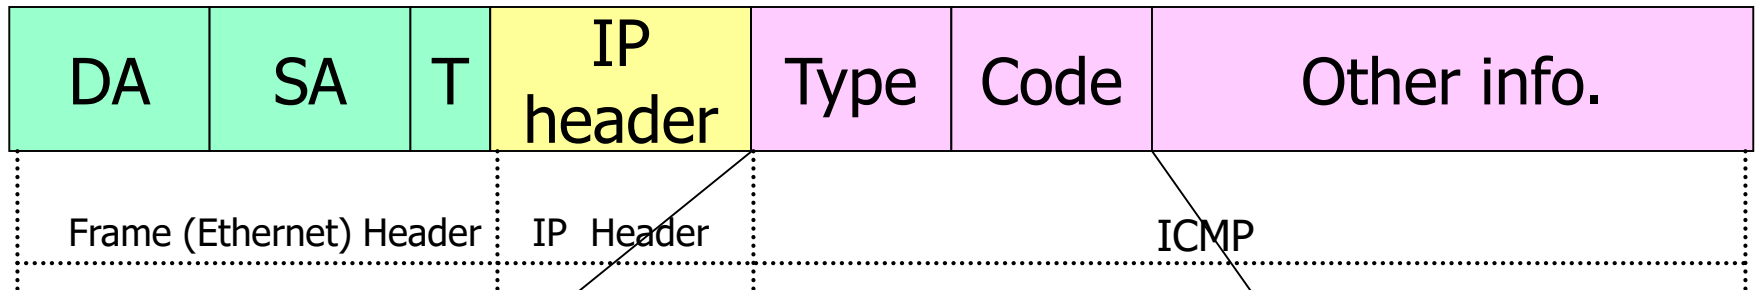 DA SA T IP header Type Code Other info.
Frame (Ethernet) Header IP Header ICMP